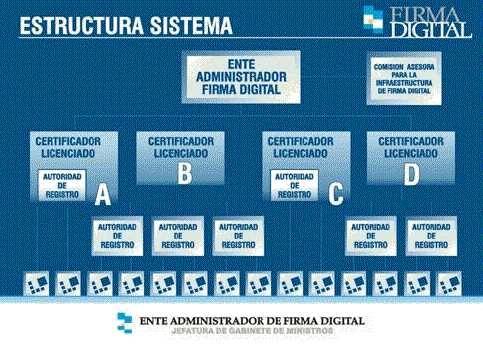 ESTRUCTURA SISTEMA
FIRMA
DIGITAL
ENTE
ADMINISTRADOR
FIRMA DIGITAL
COMISION ASESORA
PARA LA
INFRAESTRUCTURA
DE FIRMA DIGITAL
CERTIFICADOR
LICENCIADO
AUTORIDAD
DE
REGISTRO
A
CERTIFICADOR
LICENCIADO
B
CERTIFICADOR
LICENCIADO
AUTORIDAD
DE
REGISTRO
C
CERTIFICADOR
LICENCIADO
D
AUTORIDAD
DE
REGISTRO
AUTORIDAD
DE
REGISTRO
AUTORIDAD
DE
REGISTRO
AUTORIDAD
DE
REGISTRO
AUTORIDAD
DE
REGISTRO
ENTE ADMINISTRADOR DE FIRMA DIGITAL
JEFATURA DE GABINETE DE MINISTROS